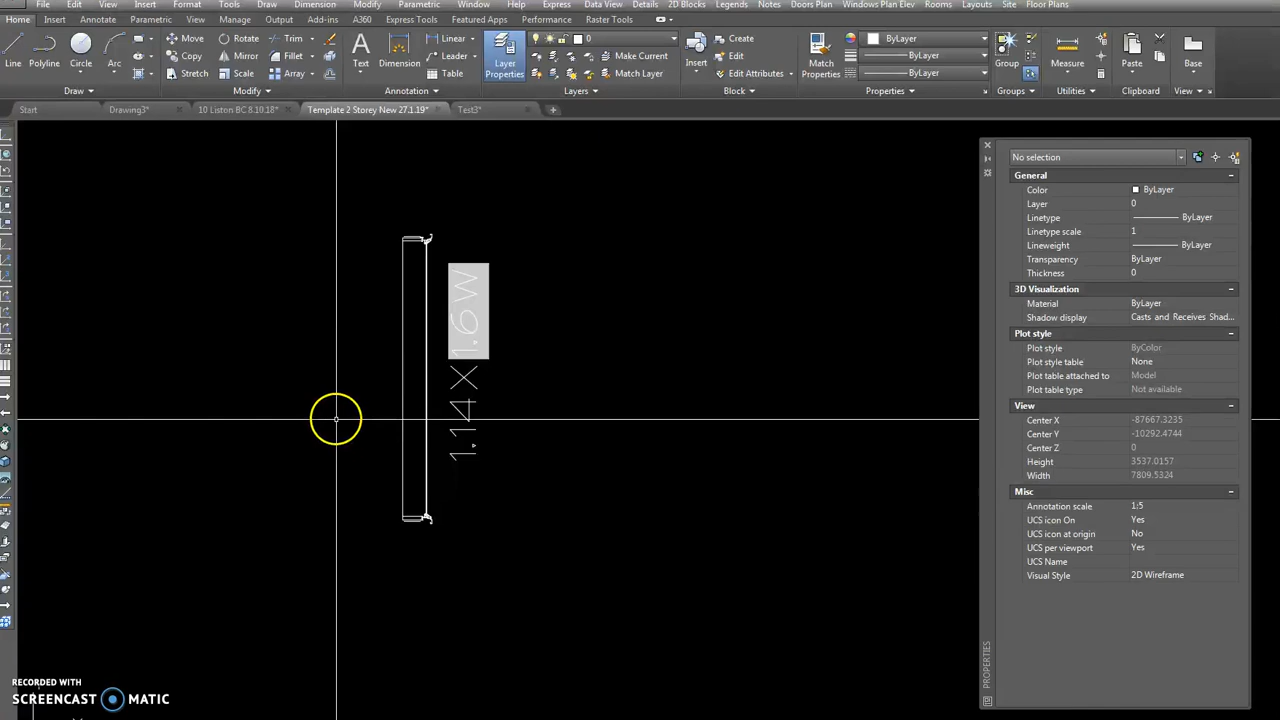 File Edit View Insert Format Tools Draw Dimension Modify Parametric Window Express Data View Details 2D Blocks Legends Notes Doors Plan Windows Plan Elev Rooms Layouts Site Floor Plans
Home Insert Annotate Parametric View Manage Output Add-ins A360 Express Tools Featured Apps Performance Raster Tools
Line Polyline Circle Arc
Move Rotate Trim
Copy Mirror Fillet
Stretch Scale Array
Text Dimension
Linear
Leader
Table
Layer Properties
0
Make Current
Match Layer
Insert
Create
Edit
Edit Attributes
Match Properties
ByLayer
ByLayer
ByLayer
Group Measure Paste Base
Draw Modify Annotation Layers Block Properties Groups Utilities Clipboard View
Start Drawing3* 10 Liston BC 8.10.18* Template 2 Storey New 27.1.19* Test3*
1.14 X 1.6 W
No selection
General
Color ByLayer
Layer 0
Linetype ByLayer
Linetype scale 1
Lineweight ByLayer
Transparency ByLayer
Thickness 0
3D Visualization
Material ByLayer
Shadow display Casts and Receives Shad...
Plot style
Plot style ByColor
Plot style table None
Plot table attached to Model
Plot table type Not available
View
Center X -87667.3235
Center Y -10292.4744
Center Z 0
Height 3537.0157
Width 7809.5324
Misc
Annotation scale 1:5
UCS icon On Yes
UCS icon at origin No
UCS per viewport Yes
UCS Name
Visual Style 2D Wireframe
PROPERTIES
RECORDED WITH
SCREENCAST MATIC